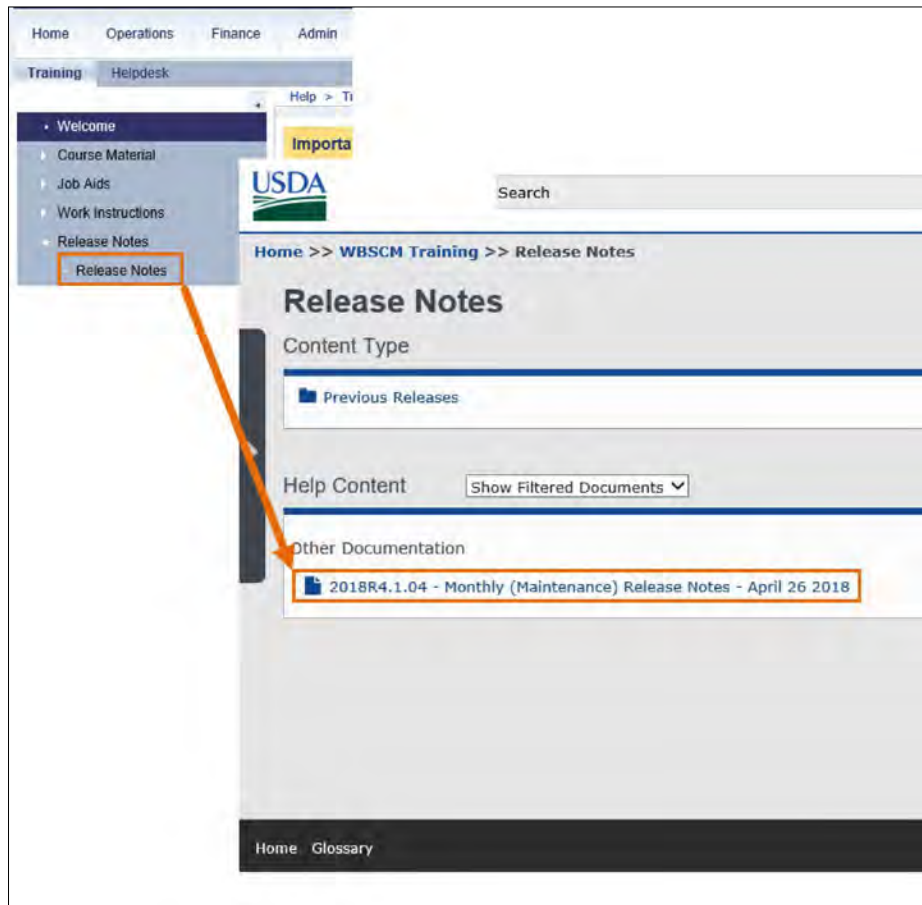 Home Operations Finance Admin
Training Helpdesk
Help > Tr
Welcome
Importa
Course Material
Job Aids
Work Instructions
Release Notes
Release Notes
USDA
Search
Home >> WBSCM Training >> Release Notes
Release Notes
Content Type
Previous Releases
Help Content Show Filtered Documents
Other Documentation
2018R4.1.04 - Monthly (Maintenance) Release Notes - April 26 2018
Home Glossary